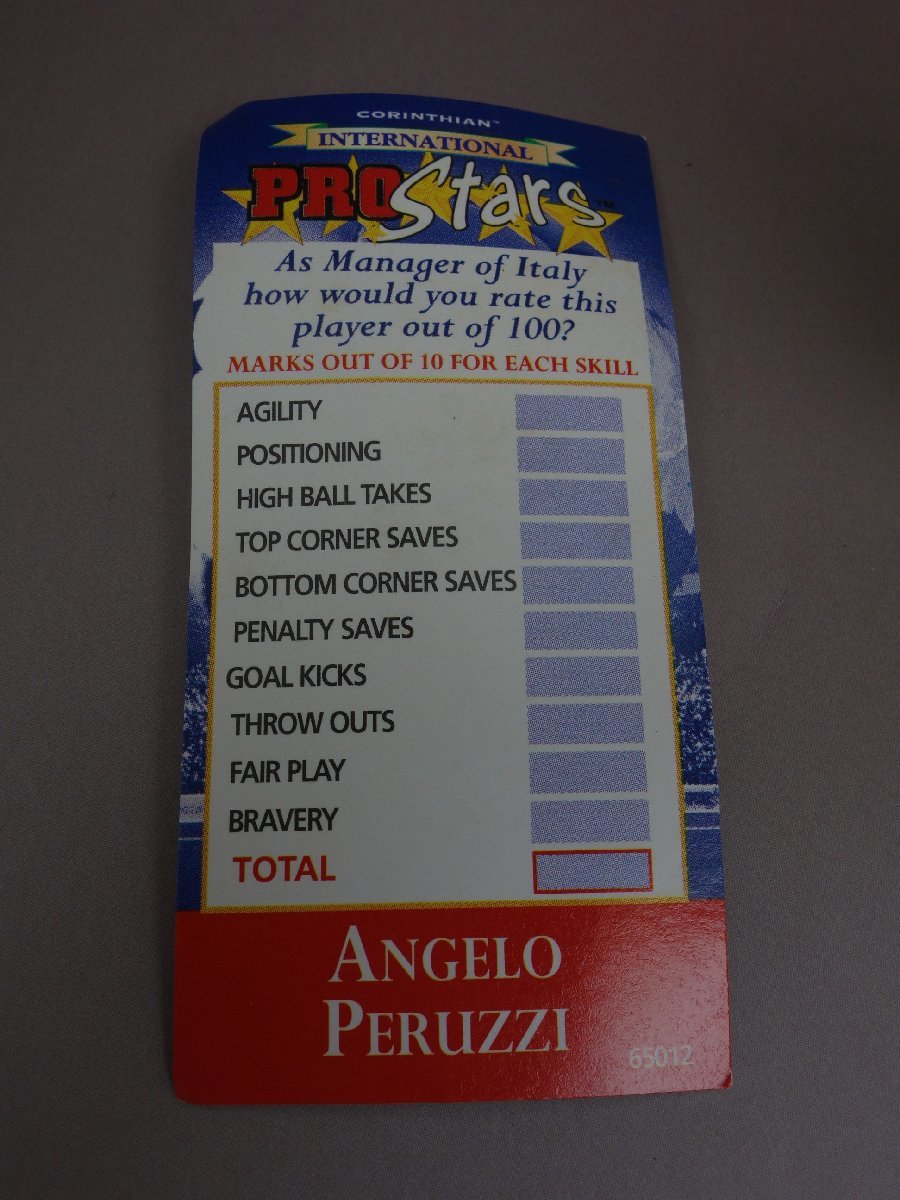 CORINTHIAN™
INTERNATIONAL
PRO Stars™
As Manager of Italy
how would you rate this
player out of 100?
MARKS OUT OF 10 FOR EACH SKILL
AGILITY
POSITIONING
HIGH BALL TAKES
TOP CORNER SAVES
BOTTOM CORNER SAVES
PENALTY SAVES
GOAL KICKS
THROW OUTS
FAIR PLAY
BRAVERY
TOTAL
ANGELO
PERUZZI
65012